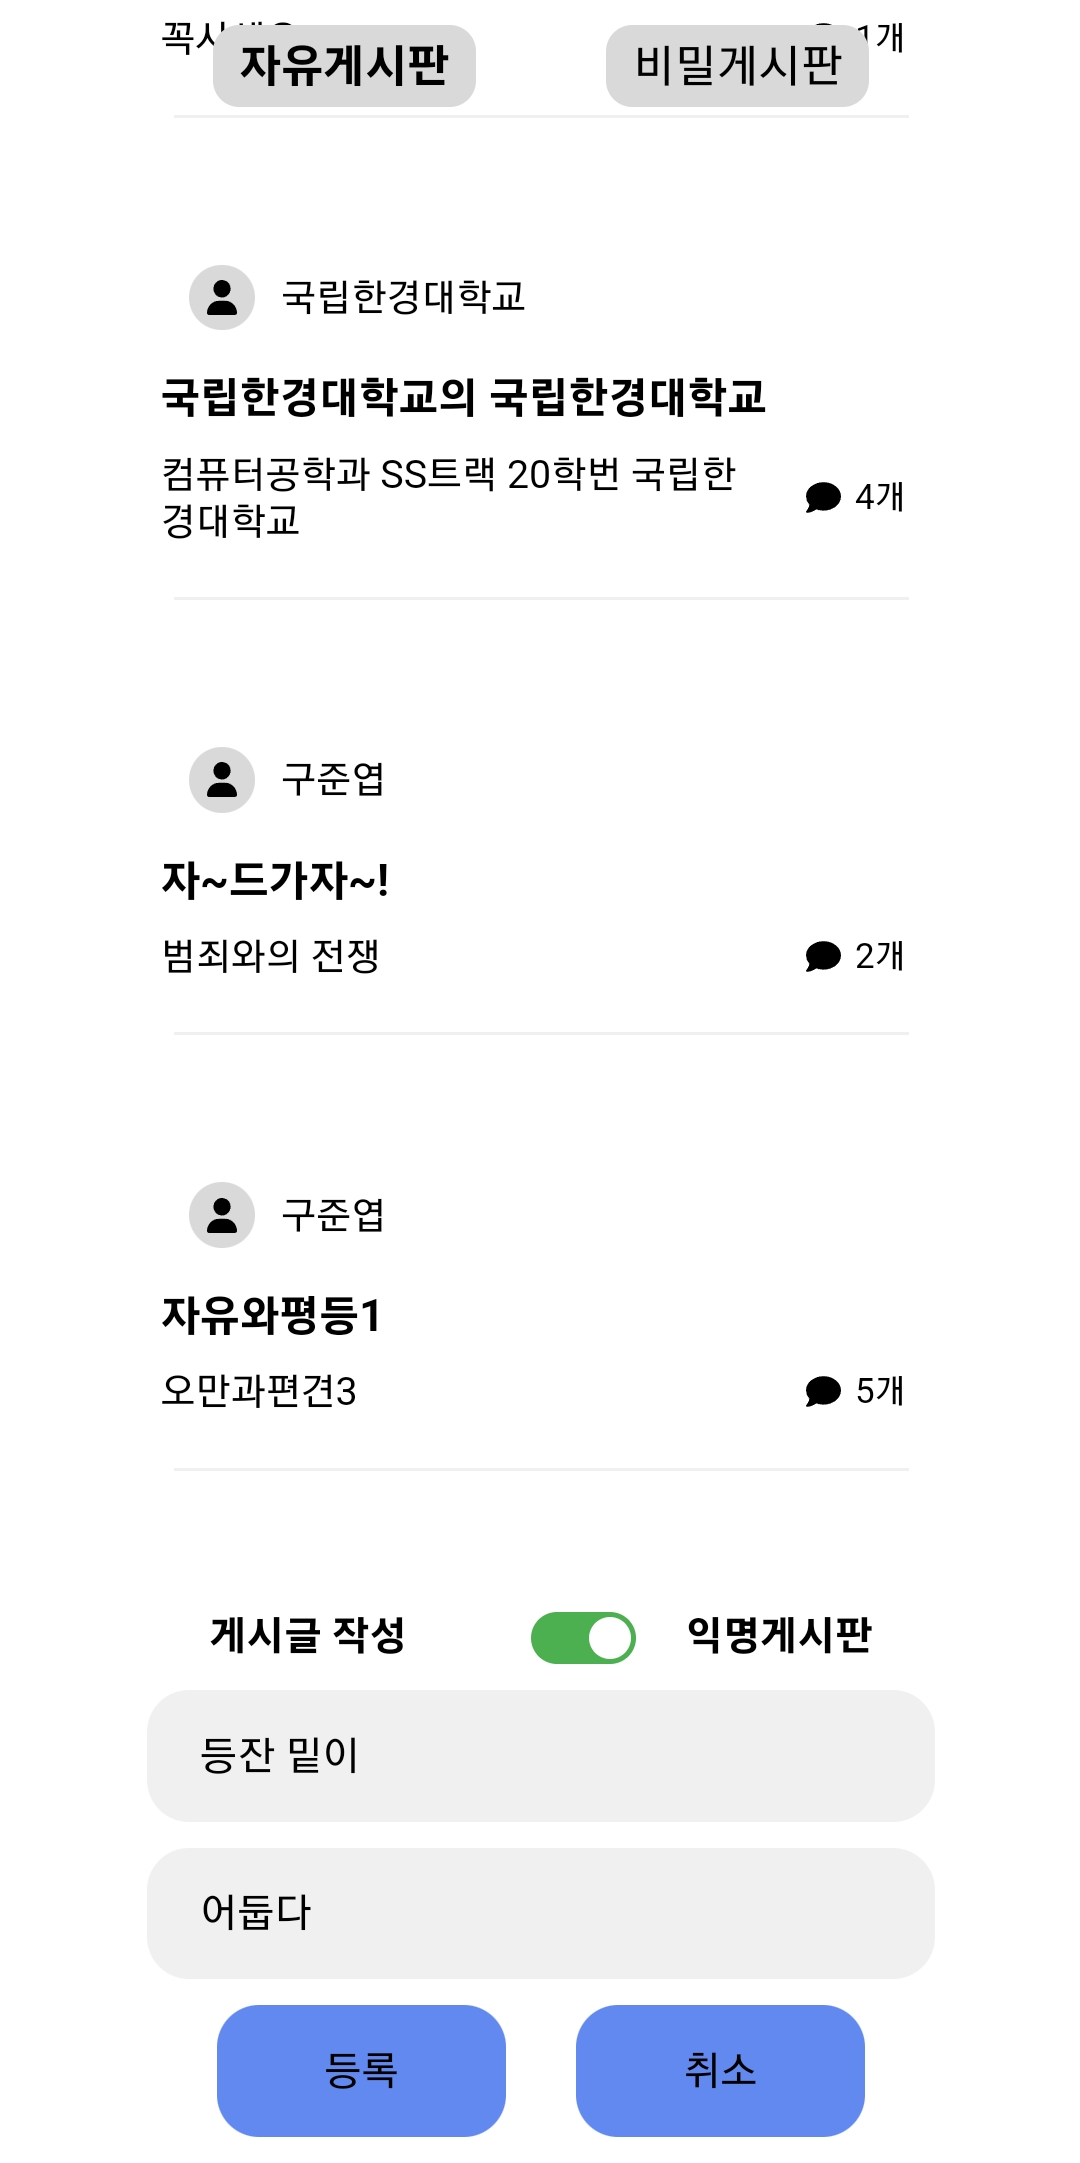 1개
자유게시판
비밀게시판
국립한경대학교
국립한경대학교의 국립한경대학교
컴퓨터공학과 SS트랙 20학번 국립한
경대학교
4개
구준엽
자~드가자~!
범죄와의 전쟁
2개
구준엽
자유와평등1
오만과편견3
5개
게시글 작성
익명게시판
등잔 밑이
어둡다
등록
취소